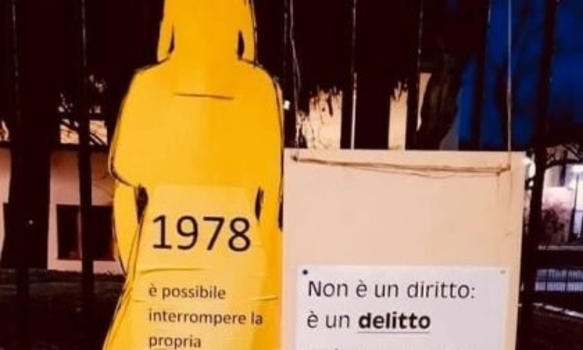 1978
è possibile
interrompere la
propria
Non è un diritto:
è un delitto